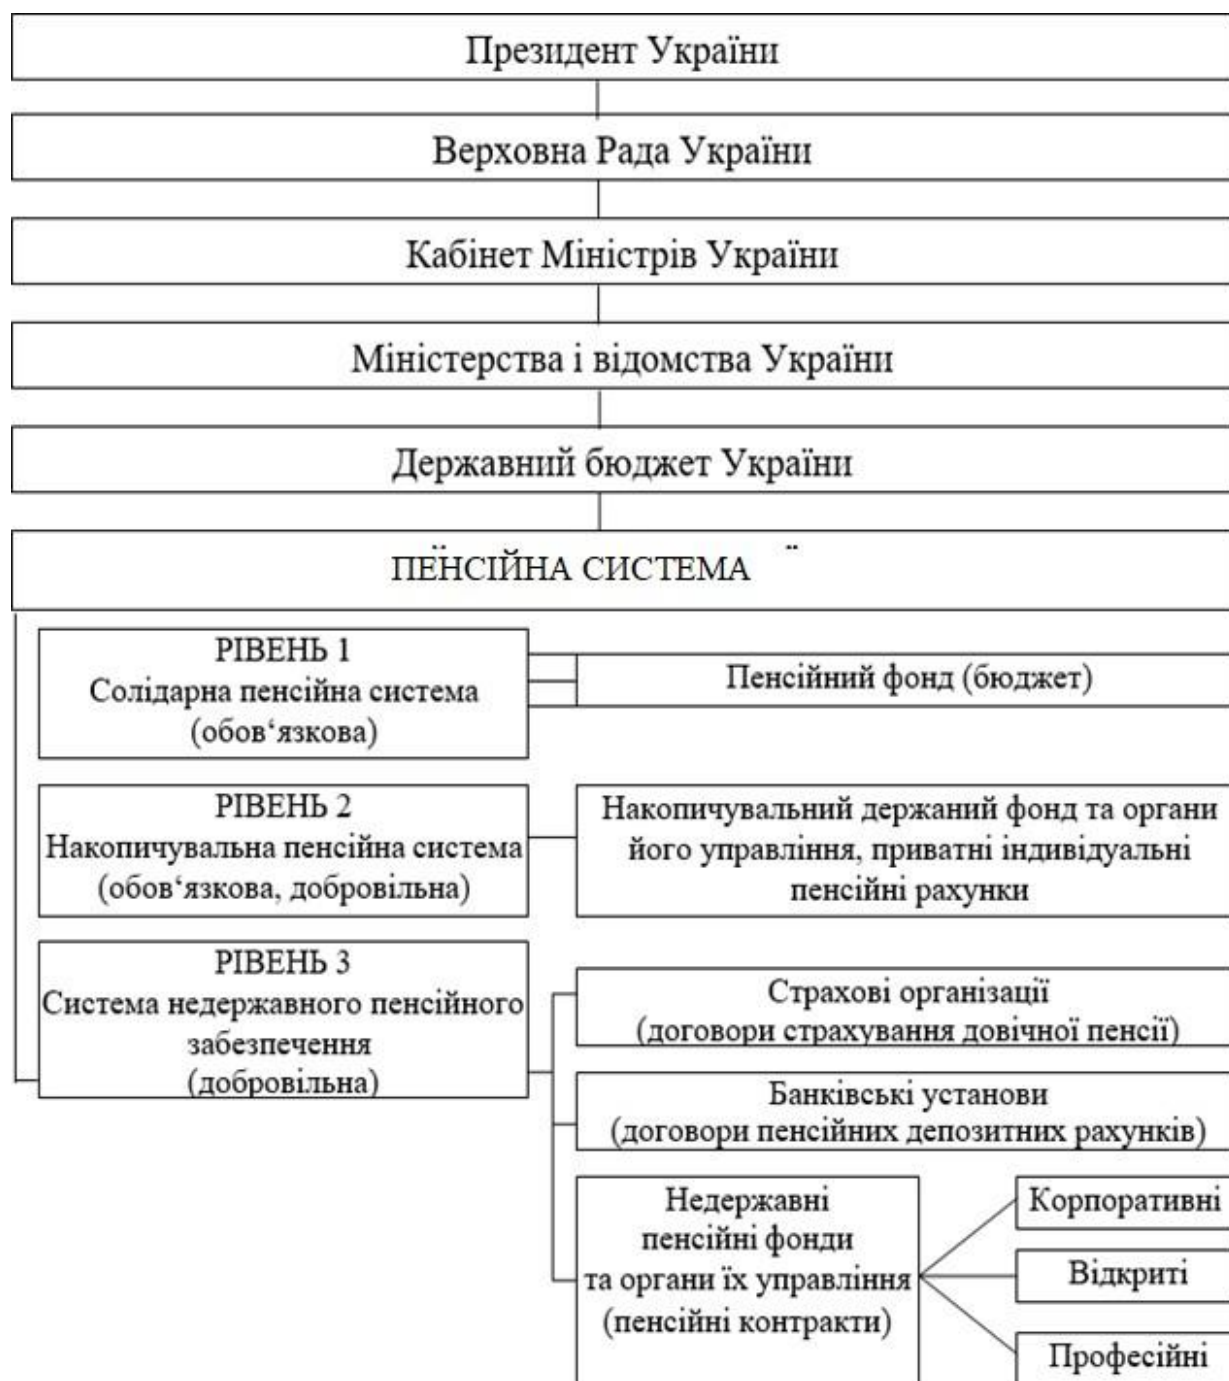 Президент України
Верховна Рада України
Кабінет Міністрів України
Міністерства і відомства України
Державний бюджет України
ПЕНСІЙНА СИСТЕМА
РІВЕНЬ 1
Солідарна пенсійна система
(обов‘язкова)
Пенсійний фонд (бюджет)
РІВЕНЬ 2
Накопичувальна пенсійна система
(обов‘язкова, добровільна)
Накопичувальний держаний фонд та органи
його управління, приватні індивідуальні
пенсійні рахунки
РІВЕНЬ 3
Система недержавного пенсійного
забезпечення
(добровільна)
Страхові організації
(договори страхування довічної пенсії)
Банківські установи
(договори пенсійних депозитних рахунків)
Недержавні
пенсійні фонди
та органи їх управління
(пенсійні контракти)
Корпоративні
Відкриті
Професійні